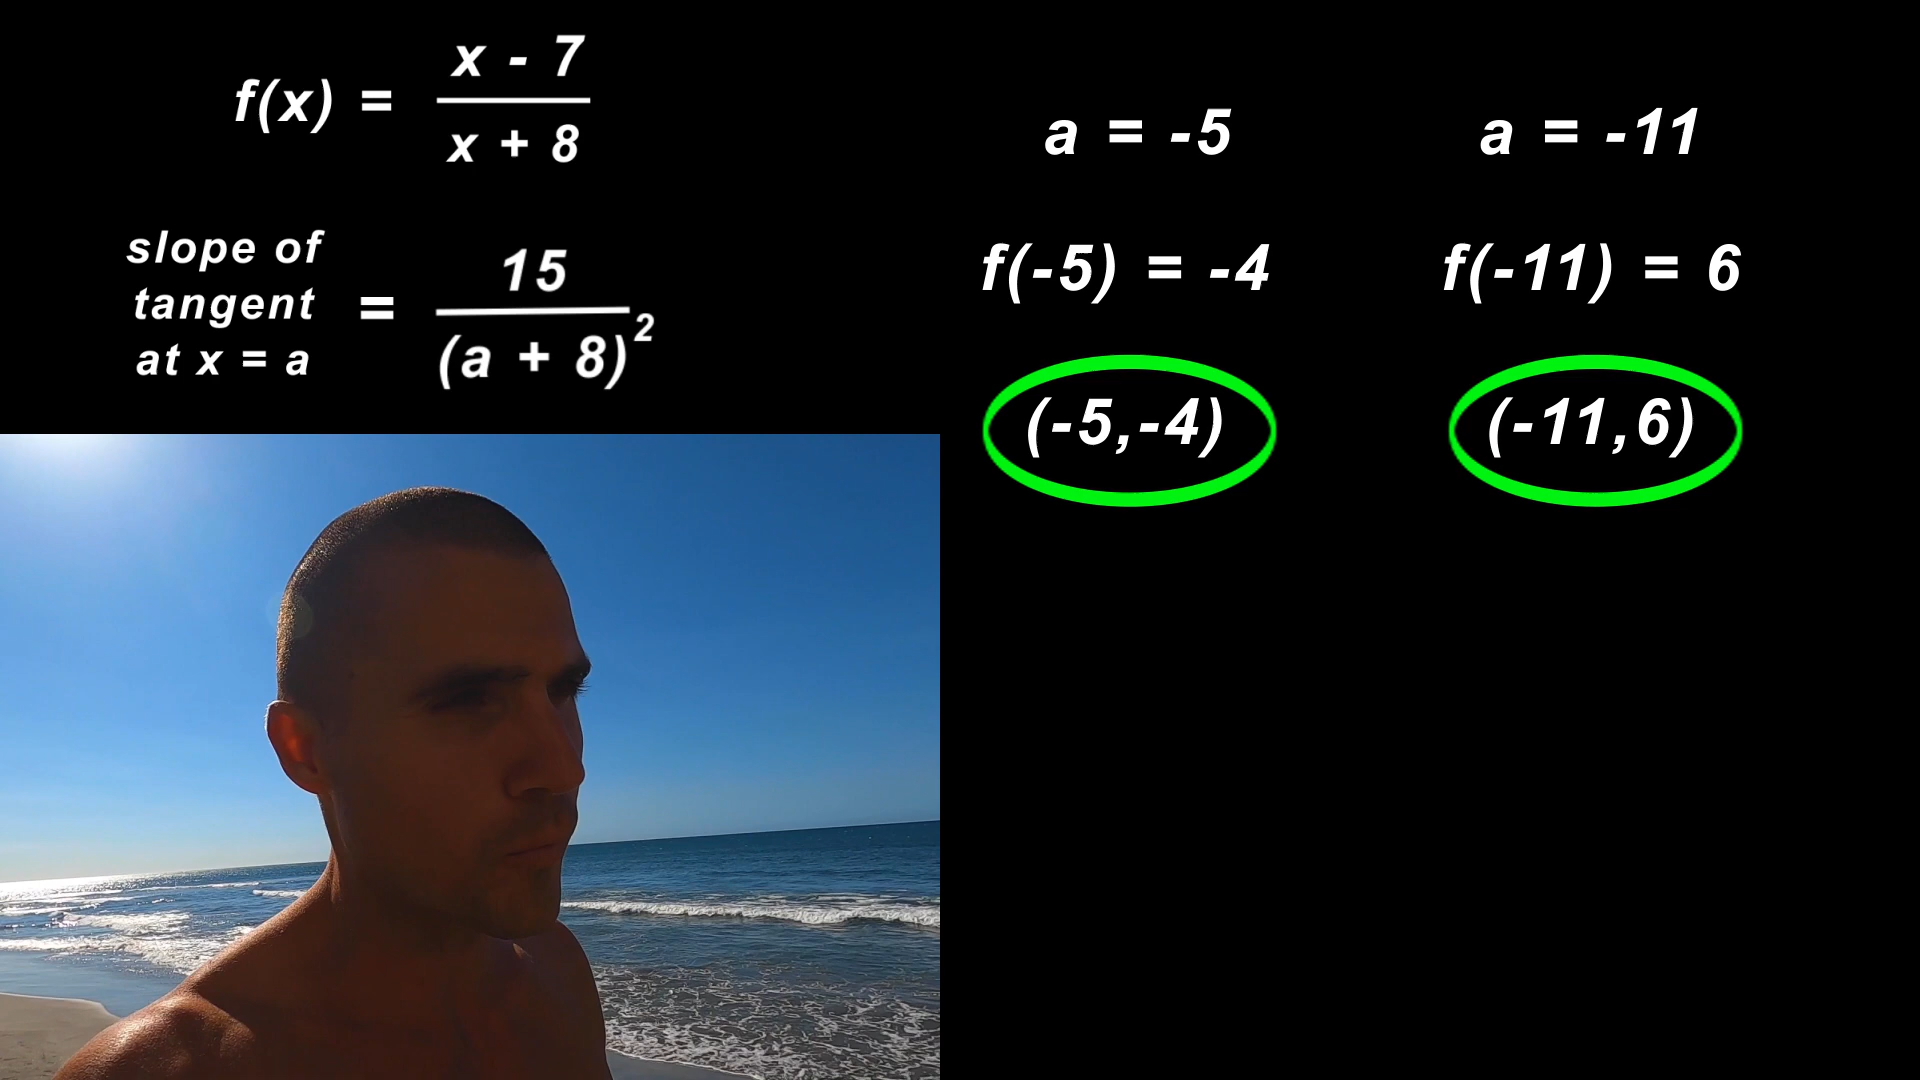 f(x) = x - 7 / x + 8
slope of tangent at x = a = 15 / (a + 8)²
a = -5
f(-5) = -4
(-5,-4)
a = -11
f(-11) = 6
(-11,6)